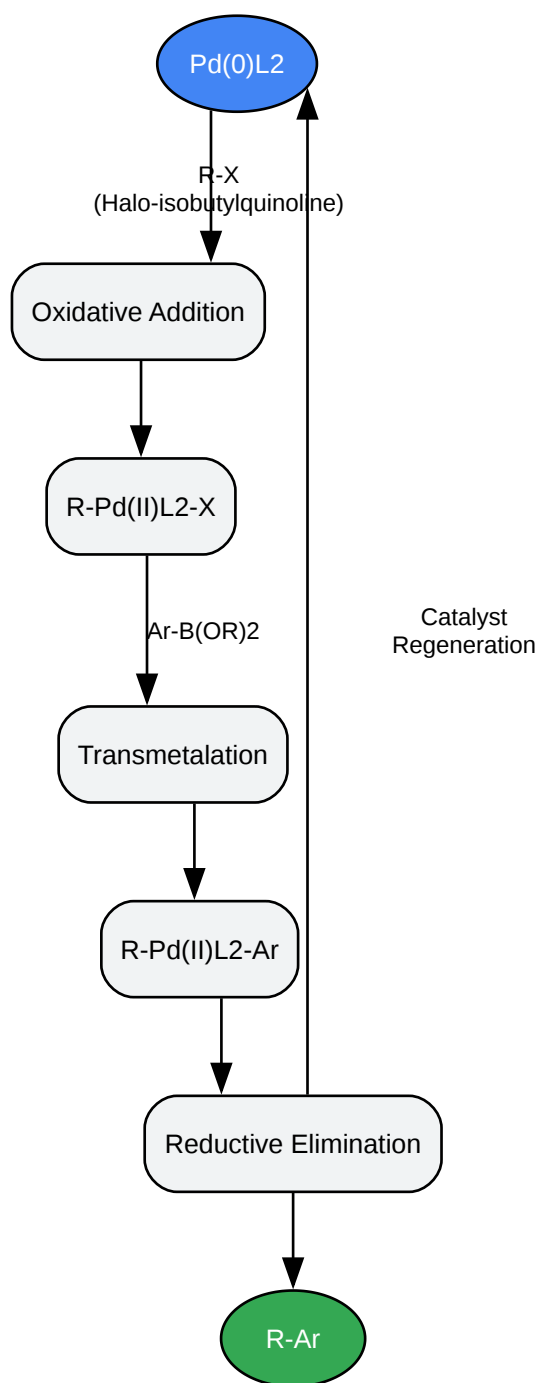 Pd(0)L2
R-X
(Halo-isobutylquinoline)
Oxidative Addition
R-Pd(II)L2-X
Ar-B(OR)2
Catalyst
Regeneration
Transmetalation
R-Pd(II)L2-Ar
Reductive Elimination
R-Ar